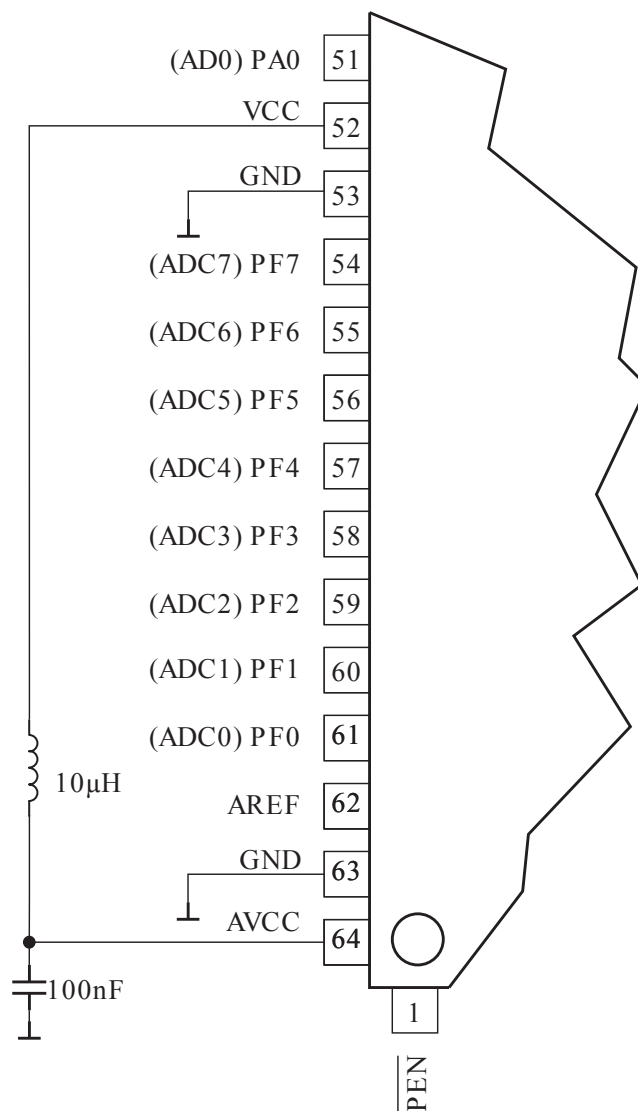 (AD0) PA0 51
VCC 52
GND 53
(ADC7) PF7 54
(ADC6) PF6 55
(ADC5) PF5 56
(ADC4) PF4 57
(ADC3) PF3 58
(ADC2) PF2 59
(ADC1) PF1 60
(ADC0) PF0 61
10μH
AREF 62
GND 63
AVCC 64
100nF
1
PEN